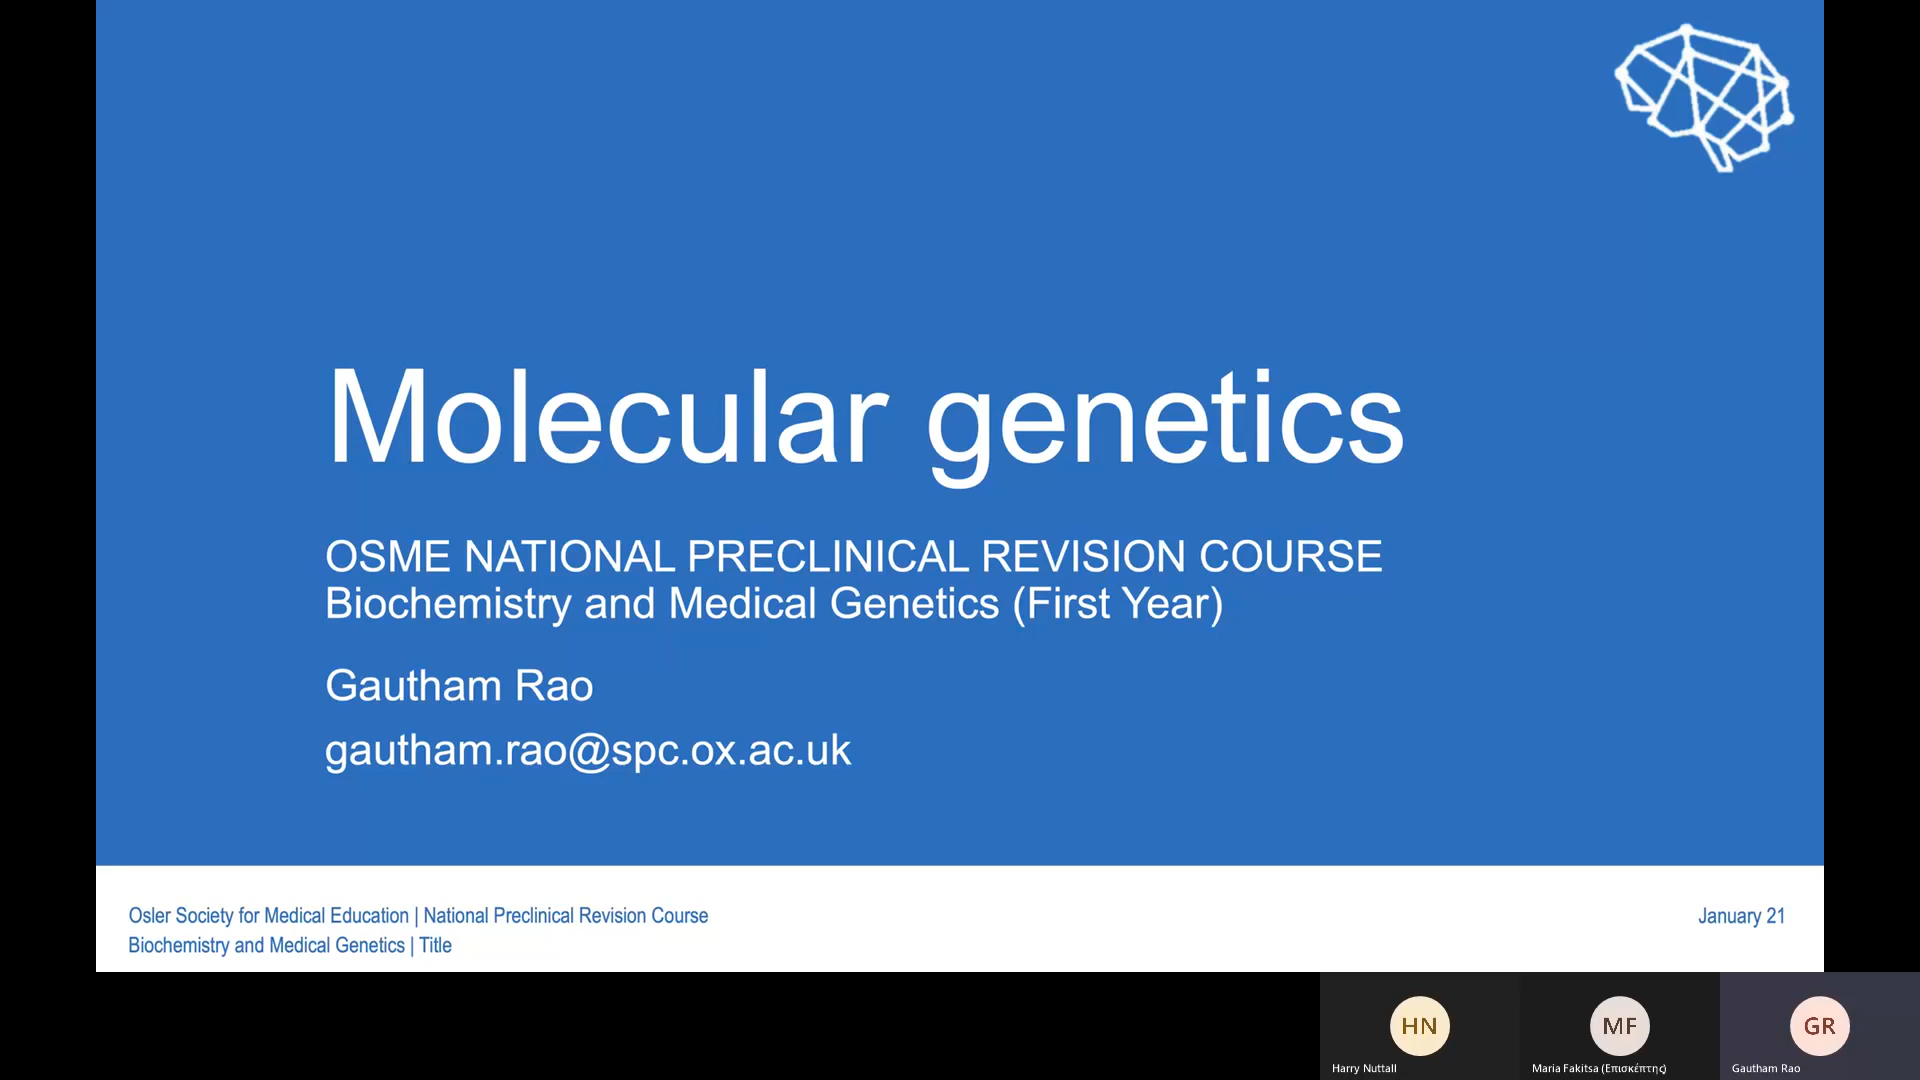 Molecular genetics
OSME NATIONAL PRECLINICAL REVISION COURSE
Biochemistry and Medical Genetics (First Year)
Gautham Rao
gautham.rao@spc.ox.ac.uk
Osler Society for Medical Education | National Preclinical Revision Course
January 21
Biochemistry and Medical Genetics | Title
HN
MF
GR
Harry Nuttall
Maria Fakitsa (Επισκέπτης)
Gautham Rao